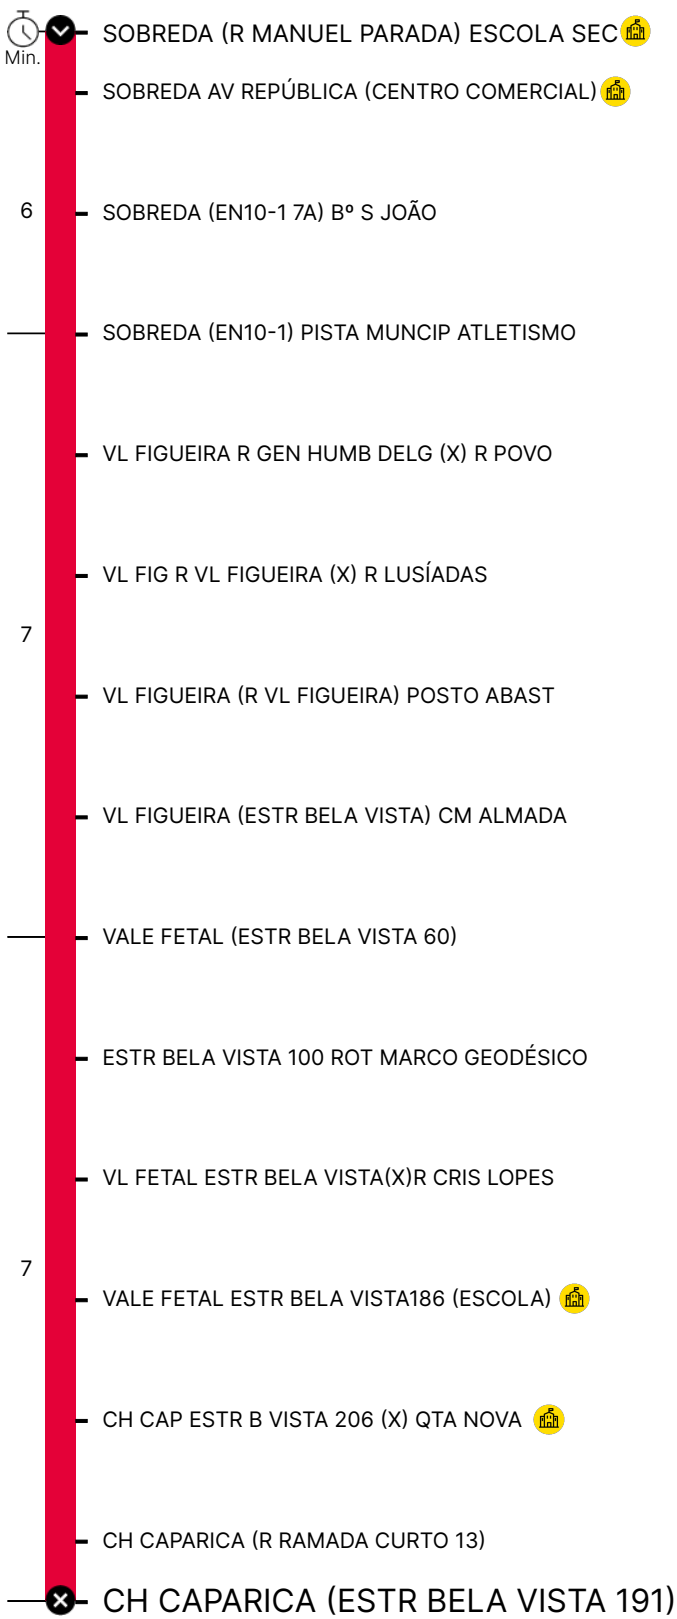 SOBREDA (R MANUEL PARADA) ESCOLA SEC
Min.
SOBREDA AV REPÚBLICA (CENTRO COMERCIAL)
6
SOBREDA (EN10-1 7A) Bº S JOÃO
SOBREDA (EN10-1) PISTA MUNCIP ATLETISMO
VL FIGUEIRA R GEN HUMB DELG (X) R POVO
VL FIG R VL FIGUEIRA (X) R LUSÍADAS
7
VL FIGUEIRA (R VL FIGUEIRA) POSTO ABAST
VL FIGUEIRA (ESTR BELA VISTA) CM ALMADA
VALE FETAL (ESTR BELA VISTA 60)
ESTR BELA VISTA 100 ROT MARCO GEODÉSICO
VL FETAL ESTR BELA VISTA(X)R CRIS LOPES
7
VALE FETAL ESTR BELA VISTA186 (ESCOLA)
CH CAP ESTR B VISTA 206 (X) QTA NOVA
CH CAPARICA (R RAMADA CURTO 13)
CH CAPARICA (ESTR BELA VISTA 191)